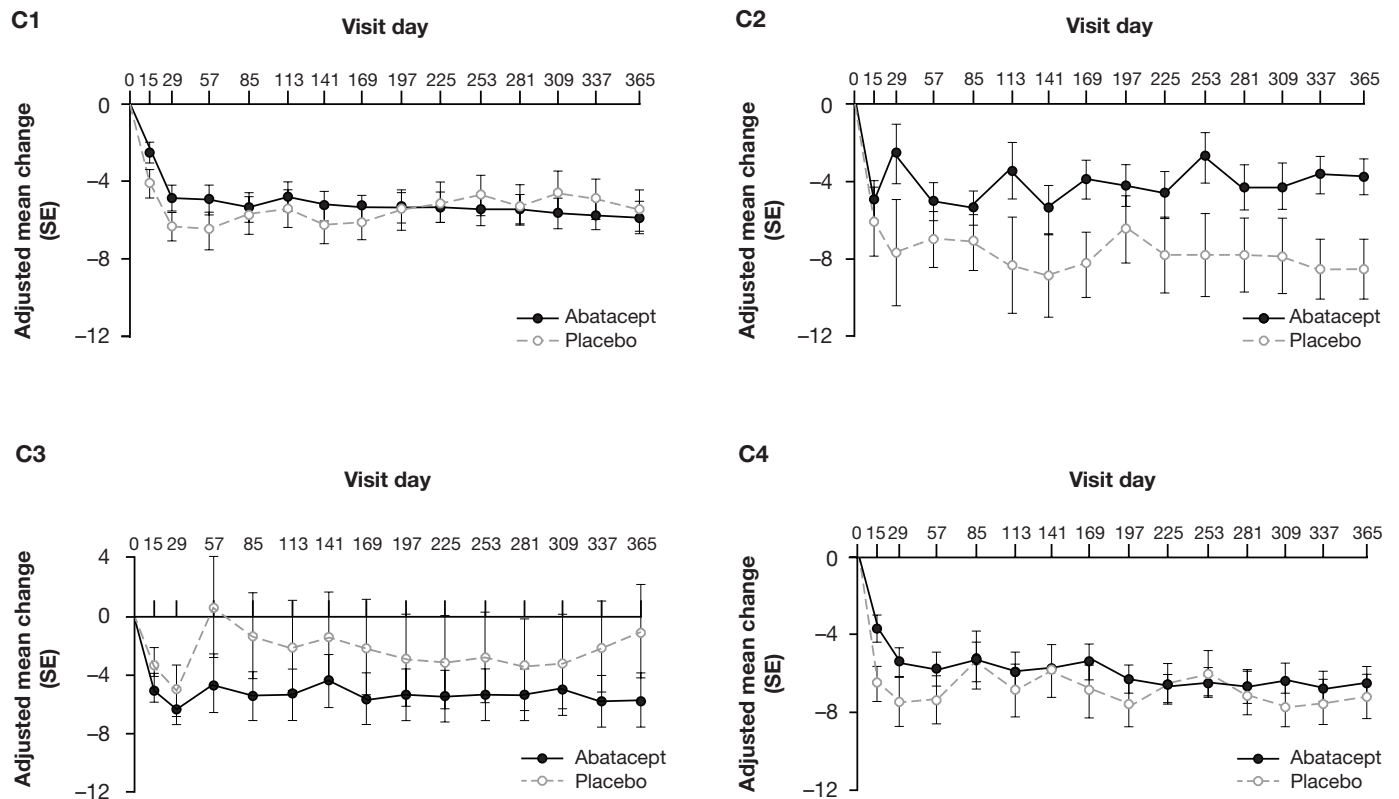 C1
Visit day
0 15 29 57 85 113 141 169 197 225 253 281 309 337 365
0
−4
−8
−12
Adjusted mean change
(SE)
Abatacept
Placebo
C2
Visit day
0 15 29 57 85 113 141 169 197 225 253 281 309 337 365
0
−4
−8
−12
Adjusted mean change
(SE)
Abatacept
Placebo
C3
Visit day
0 15 29 57 85 113 141 169 197 225 253 281 309 337 365
4
0
−4
−8
−12
Adjusted mean change
(SE)
Abatacept
Placebo
C4
Visit day
0 15 29 57 85 113 141 169 197 225 253 281 309 337 365
0
−4
−8
−12
Adjusted mean change
(SE)
Abatacept
Placebo